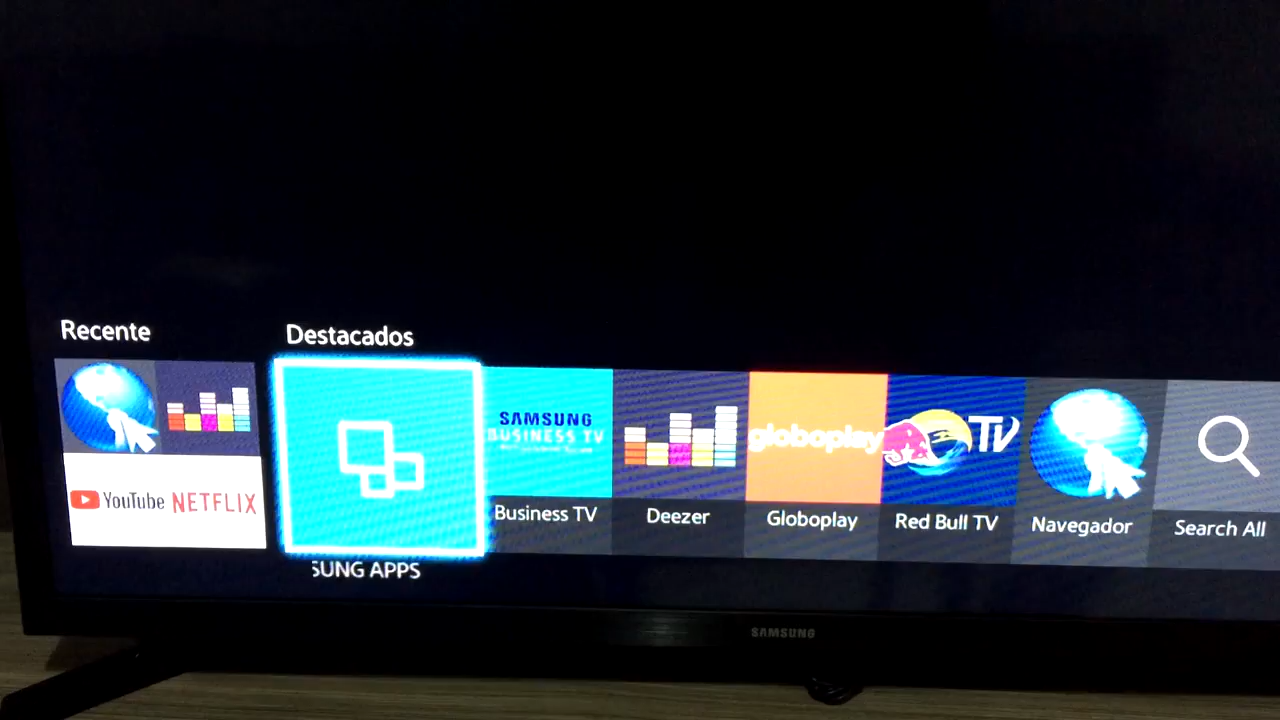 Recente
Destacados
YouTube
NETFLIX
SUNG APPS
SAMSUNG
BUSINESS TV
Business TV
Deezer
globoplay
Globoplay
TV
Red Bull TV
Navegador
Search All
SAMSUNG